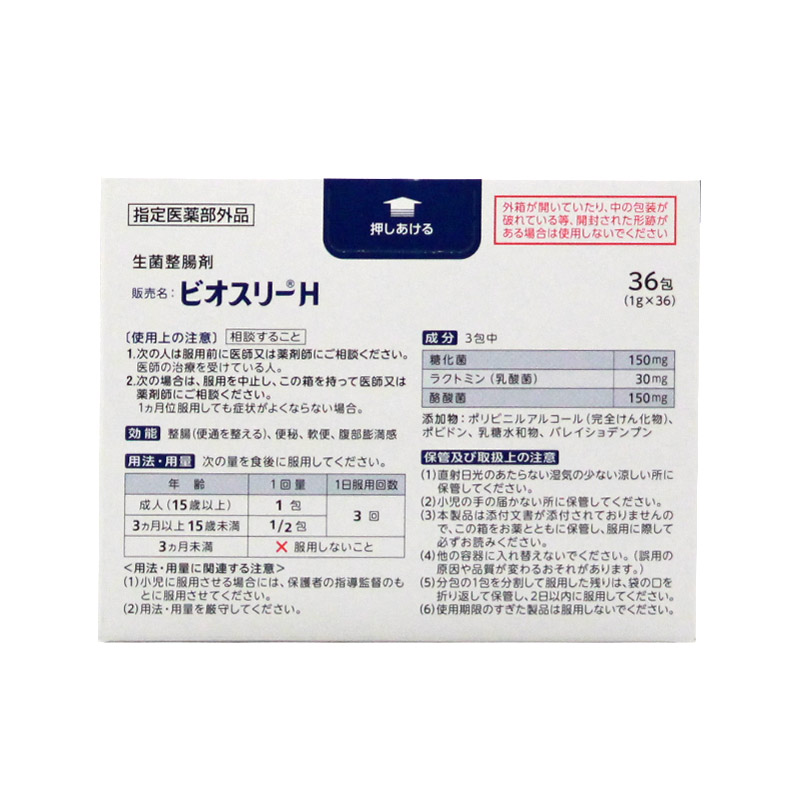 指定医薬部外品
押しあける
外箱が開いていたり、中の包装が
破れている等、開封された形跡が
ある場合は使用しないでください
生菌整腸剤
販売名：ビオスリー®H
36包
(1g×36)
〔使用上の注意〕 相談すること
1.次の人は服用前に医師又は薬剤師にご相談ください。
医師の治療を受けている人。
2.次の場合は、服用を中止し、この箱を持って医師又は
薬剤師にご相談ください。
1ヵ月位服用しても症状がよくならない場合。
効能 整腸(便通を整える)、便秘、軟便、腹部膨満感
用法・用量 次の量を食後に服用してください。
年齢 1回量 1日服用回数
成人(15歳以上) 1包 3回
3ヵ月以上15歳未満 1/2包
3ヵ月未満 ×服用しないこと
<用法・用量に関連する注意>
(1)小児に服用させる場合には、保護者の指導監督のも
とに服用させてください。
(2)用法・用量を厳守してください。
成分 3包中
糖化菌 150mg
ラクトミン(乳酸菌) 30mg
酪酸菌 150mg
添加物：ポリビニルアルコール(完全けん化物)、
ポビドン、乳糖水和物、バレイショデンプン
保管及び取扱上の注意
(1)直射日光のあたらない湿気の少ない涼しい所に
保管してください。
(2)小児の手の届かない所に保管してください。
(3)本製品は添付文書が添付されておりませんの
で、この箱をお薬とともに保管し、服用に際して
必ずお読みください。
(4)他の容器に入れ替えないでください。(誤用の
原因や品質が変わるおそれがあります。)
(5)分包の1包を分割して服用した残りは、袋の口を
折り返して保管し、2日以内に服用してください。
(6)使用期限のすぎた製品は服用しないでください。